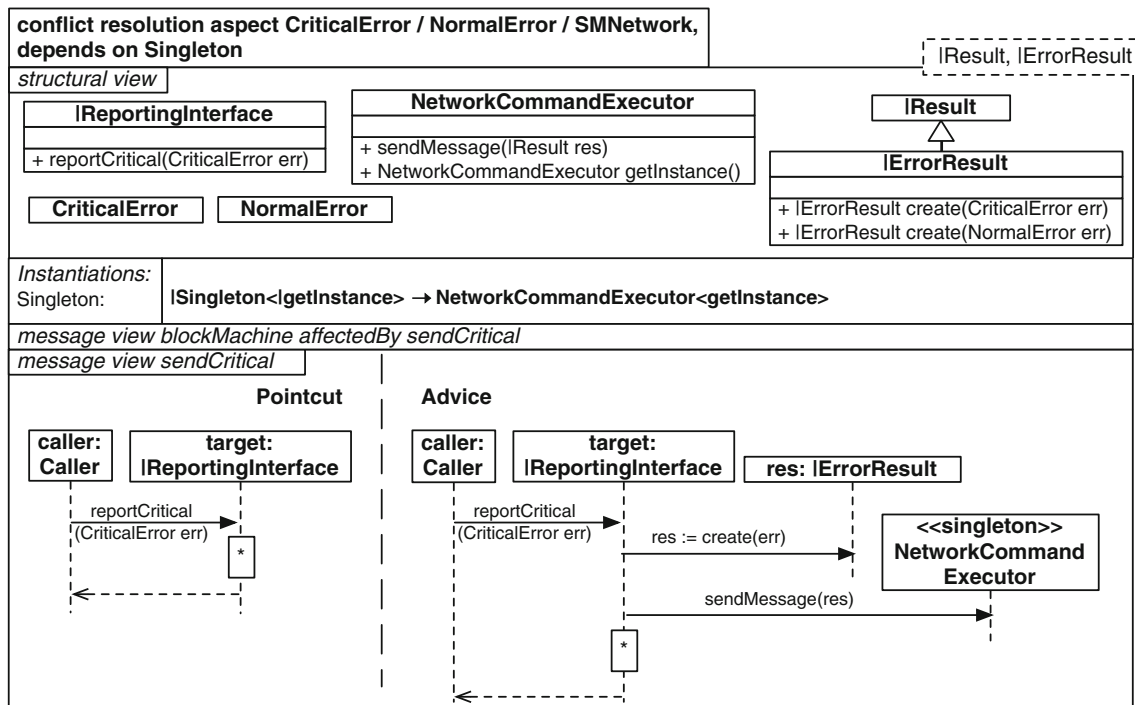 conflict resolution aspect CriticalError / NormalError / SMNetwork,
depends on Singleton
|Result, |ErrorResult
structural view
|ReportingInterface
+ reportCritical(CriticalError err)
NetworkCommandExecutor
+ sendMessage(|Result res)
+ NetworkCommandExecutor getInstance()
|Result
|ErrorResult
+ |ErrorResult create(CriticalError err)
+ |ErrorResult create(NormalError err)
CriticalError
NormalError
Instantiations:
Singleton:
|Singleton<|getInstance> → NetworkCommandExecutor<getInstance>
message view blockMachine affectedBy sendCritical
message view sendCritical
Pointcut
Advice
caller:
Caller
target:
|ReportingInterface
reportCritical
(CriticalError err)
*
caller:
Caller
target:
|ReportingInterface
res: |ErrorResult
reportCritical
(CriticalError err)
res := create(err)
<<singleton>>
NetworkCommand
Executor
sendMessage(res)
*